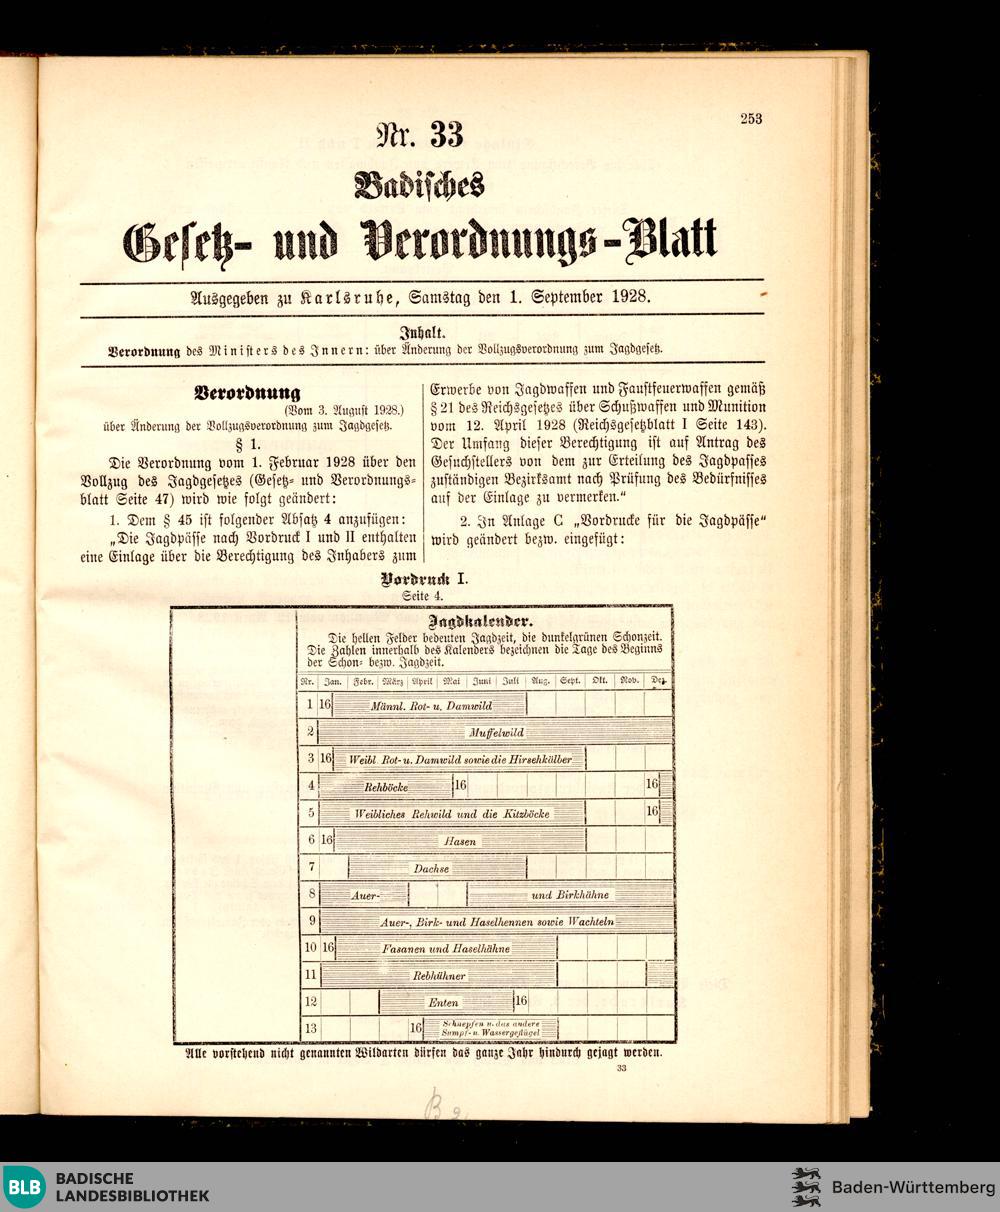 253
Nr. 33
Badisches
Gesetz- und Verordnungs-Blatt
Ausgegeben zu Karlsruhe, Samstag den 1. September 1928.
Inhalt.
Verordnung des Ministers des Innern: über Änderung der Vollzugsverordnung zum Jagdgesetz.
Verordnung
(Vom 3. August 1928.)
über Änderung der Vollzugsverordnung zum Jagdgesetz.
§ 1.
Die Verordnung vom 1. Februar 1928 über den
Vollzug des Jagdgesetzes (Gesetz- und Verordnungs-
blatt Seite 47) wird wie folgt geändert:
1. Dem § 45 ist folgender Absatz 4 anzufügen:
„Die Jagdpässe nach Vordruck I und II enthalten
eine Einlage über die Berechtigung des Inhabers zum
Erwerbe von Jagdwaffen und Faustfeuerwaffen gemäß
§ 21 des Reichsgesetzes über Schußwaffen und Munition
vom 12. April 1928 (Reichsgesetzblatt I Seite 143).
Der Umfang dieser Berechtigung ist auf Antrag des
Gesuchstellers von dem zur Erteilung des Jagdpasses
zuständigen Bezirksamt nach Prüfung des Bedürfnisses
auf der Einlage zu vermerken.“
2. In Anlage C „Vordrucke für die Jagdpässe“
wird geändert bezw. eingefügt:
Vordruck I.
Seite 4.
Jagdkalender.
Die hellen Felder bedeuten Jagdzeit, die dunkelgrünen Schonzeit.
Die Zahlen innerhalb des Kalenders bezeichnen die Tage des Beginns
der Schon- bezw. Jagdzeit.
Nr. Jan. Febr. März April Mai Juni Juli Aug. Sept. Okt. Nov. Dez.
1 16 Männl. Rot- u. Damwild
2 Muffelwild
3 16 Weibl. Rot- u. Damwild sowie die Hirschkälber
4 Rehböcke 16 16
5 Weibliches Rehwild und die Kitzböcke 16
6 16 Hasen
7 Dachse
8 Auer- und Birkhähne
9 Auer-, Birk- und Haselhennen sowie Wachteln
10 16 Fasanen und Haselhähne
11 Rebhühner
12 Enten 16
13 16 Schnepfen u. das andere
Sumpf- u. Wassergeflügel
Alle vorstehend nicht genannten Wildarten dürfen das ganze Jahr hindurch gejagt werden.
33
BLB BADISCHE
LANDESBIBLIOTHEK
Baden-Württemberg